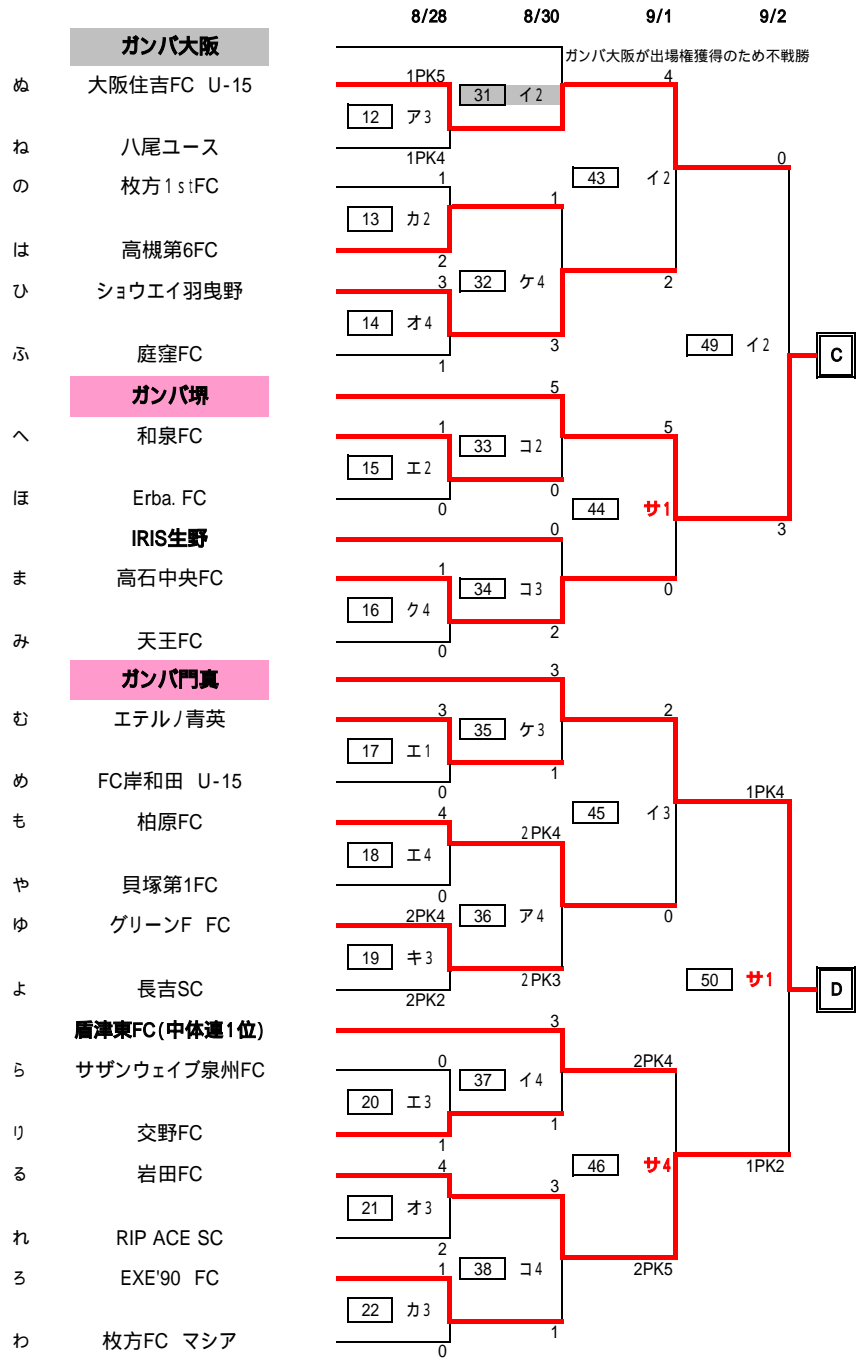 8/28 8/30 9/1 9/2
ガンバ大阪
ガンバ大阪が出場権獲得のため不戦勝
ぬ 大阪住吉FC U-15 1PK5 4
31 イ2
12 ア3
ね 八尾ユース 0
1PK4
の 枚方1stFC 1 43 イ2
1
13 カ2
は 高槻第6FC
2
ひ ショウエイ羽曳野 3 32 ケ4 2
14 オ4
3 49 イ2 C
ふ 庭窪FC
1
ガンバ堺 5
へ 和泉FC 1 5
33 コ2
15 エ2
0
ほ Erba. FC
0 44 サ1
IRIS生野 0 3
ま 高石中央FC 1
34 コ3 0
16 ク4
2
み 天王FC
0
ガンバ門真 3
む エテルノ青英 3 2
35 ケ3
17 エ1
1
め FC岸和田 U-15
0 1PK4
も 柏原FC 4 45 イ3
2PK4
18 エ4
や 貝塚第1FC
0
ゆ グリーンF FC 2PK4 36 ア4 0
19 キ3
2PK3 50 サ1 D
よ 長吉SC
2PK2
盾津東FC(中体連1位) 3
ら サザンウェイブ泉州FC 0 2PK4
37 イ4
20 エ3
1
り 交野FC
1
る 岩田FC 4 46 サ4 1PK2
3
21 オ3
れ RIP ACE SC
2
ろ EXE'90 FC 1 38 コ4 2PK5
22 カ3
1
わ 枚方FC マシア
0